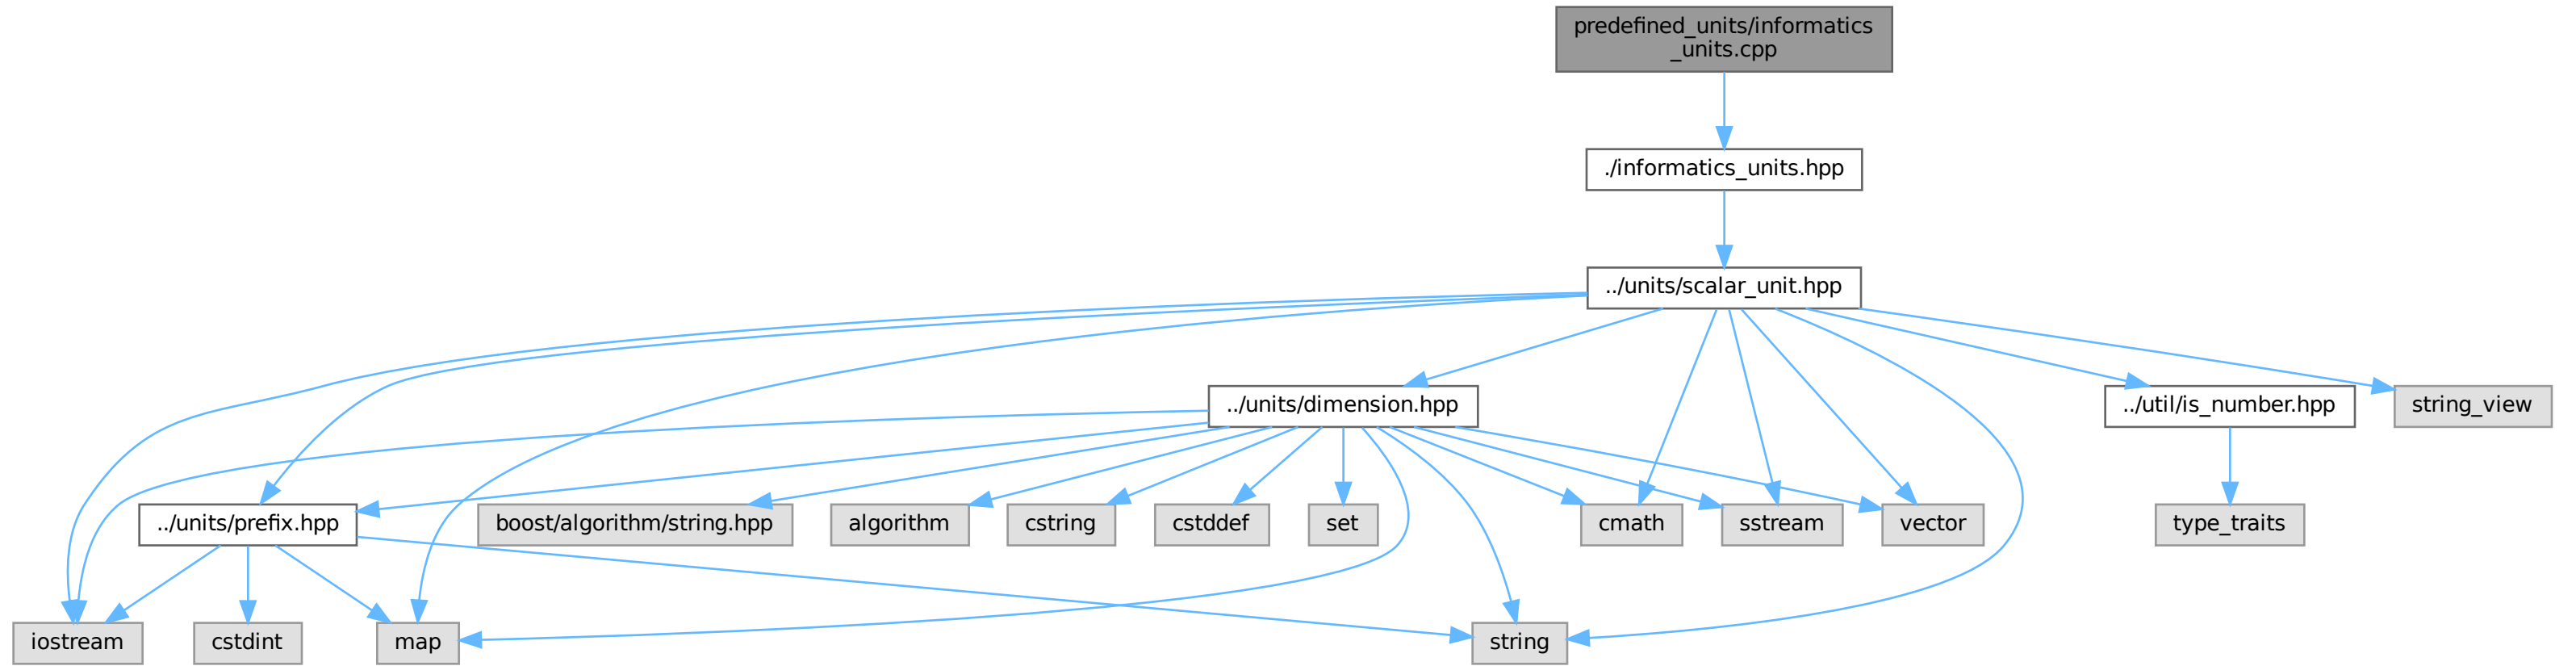 predefined_units/informatics
_units.cpp
./informatics_units.hpp
../units/scalar_unit.hpp
../units/dimension.hpp
../util/is_number.hpp
string_view
../units/prefix.hpp
boost/algorithm/string.hpp
algorithm
cstring
cstddef
set
cmath
sstream
vector
type_traits
iostream
cstdint
map
string